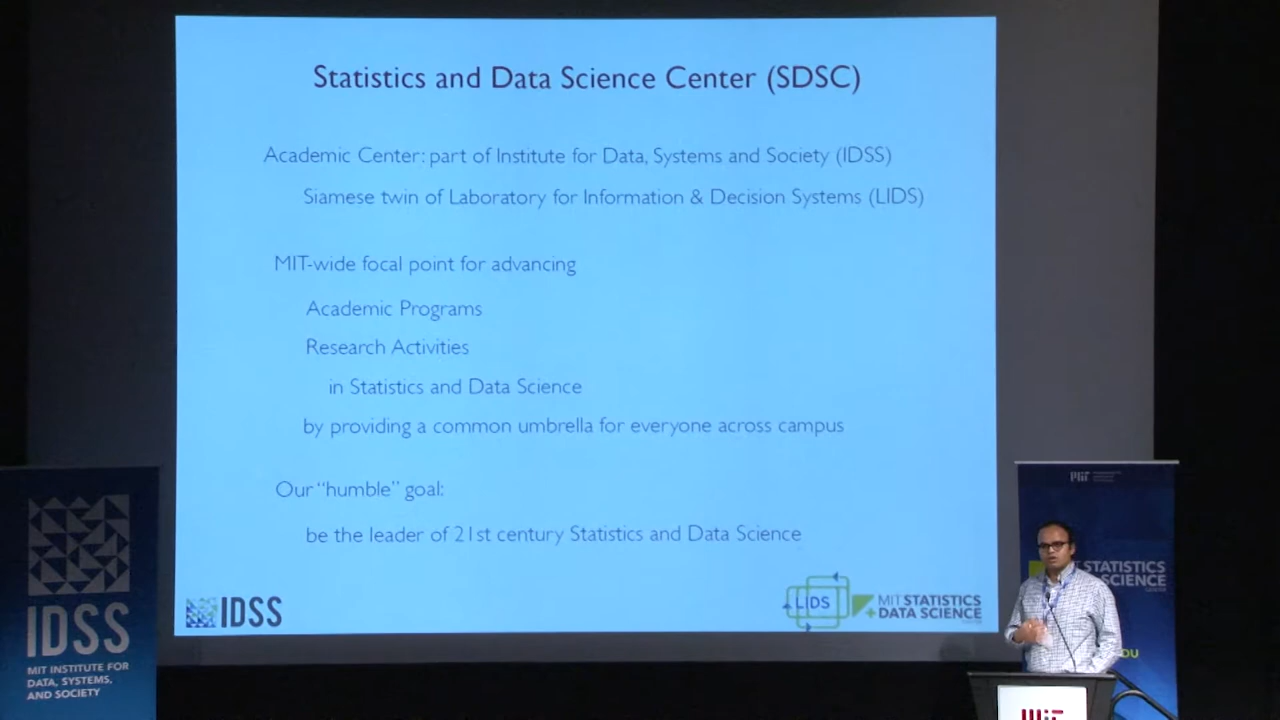 Statistics and Data Science Center (SDSC)
Academic Center: part of Institute for Data, Systems and Society (IDSS)
Siamese twin of Laboratory for Information & Decision Systems (LIDS)
MIT-wide focal point for advancing
Academic Programs
Research Activities
in Statistics and Data Science
by providing a common umbrella for everyone across campus
Our "humble" goal:
be the leader of 21st century Statistics and Data Science
IDSS
LIDS
MIT STATISTICS
+ DATA SCIENCE
IDSS
MIT INSTITUTE FOR
DATA, SYSTEMS,
AND SOCIETY
MIT
STATISTICS
SCIENCE
DU
MIT